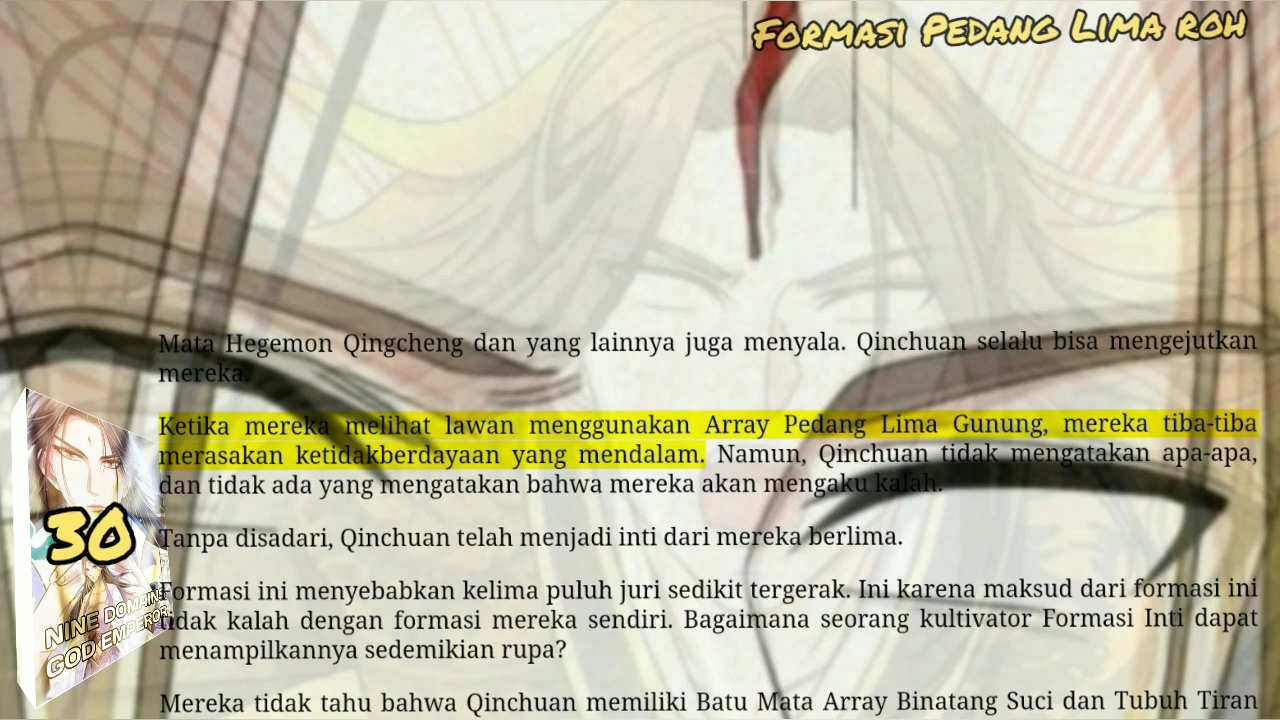 Formasi Pedang Lima roh
Mata Hegemon Qingcheng dan yang lainnya juga menyala. Qinchuan selalu bisa mengejutkan
mereka.
Ketika mereka melihat lawan menggunakan Array Pedang Lima Gunung, mereka tiba-tiba
merasakan ketidakberdayaan yang mendalam. Namun, Qinchuan tidak mengatakan apa-apa,
dan tidak ada yang mengatakan bahwa mereka akan mengaku kalah.
Tanpa disadari, Qinchuan telah menjadi inti dari mereka berlima.
Formasi ini menyebabkan kelima puluh juri sedikit tergerak. Ini karena maksud dari formasi ini
tidak kalah dengan formasi mereka sendiri. Bagaimana seorang kultivator Formasi Inti dapat
menampilkannya sedemikian rupa?
Mereka tidak tahu bahwa Qinchuan memiliki Batu Mata Array Binatang Suci dan Tubuh Tiran
30
NINE DOMAINS
GOD EMPEROR